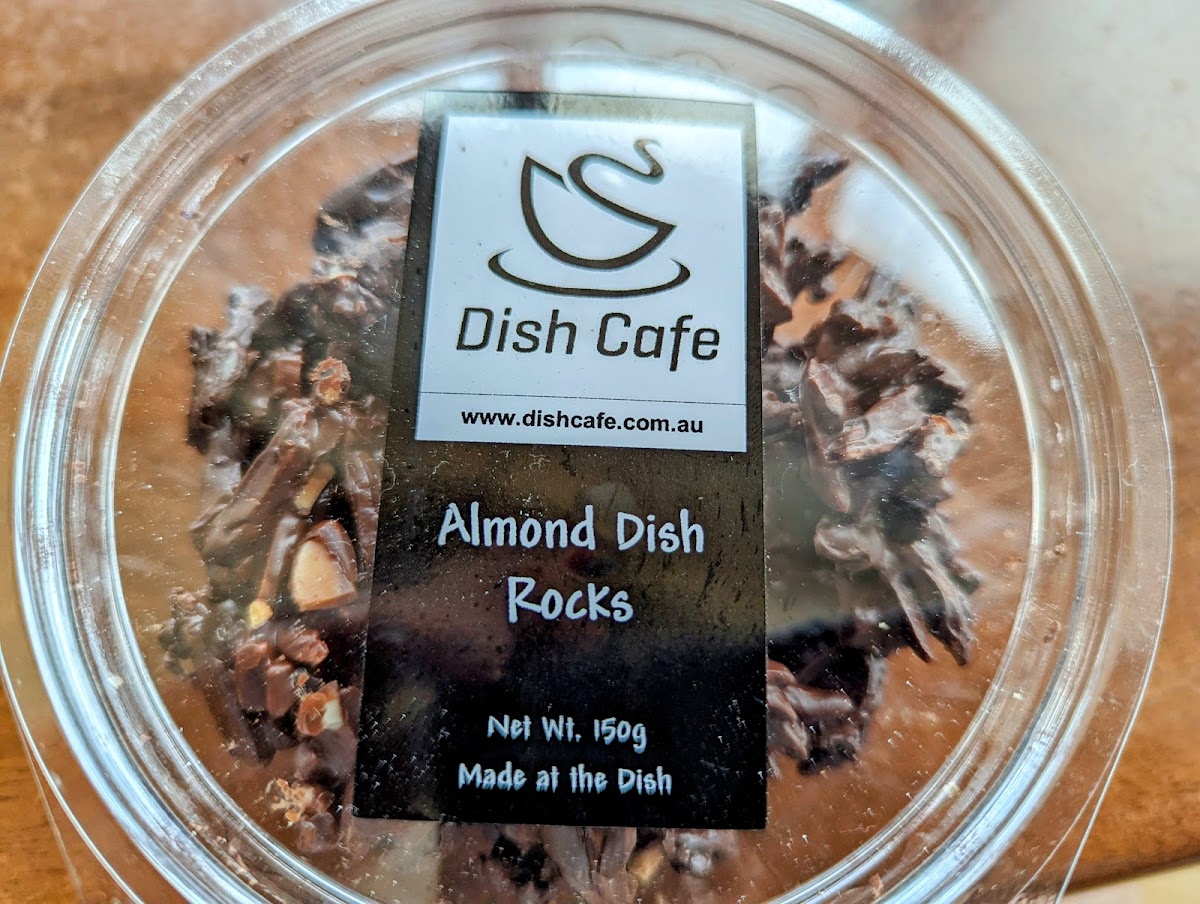 Dish Cafe
www.dishcafe.com.au
Almond Dish
Rocks
Net Wt. 150g
Made at the Dish